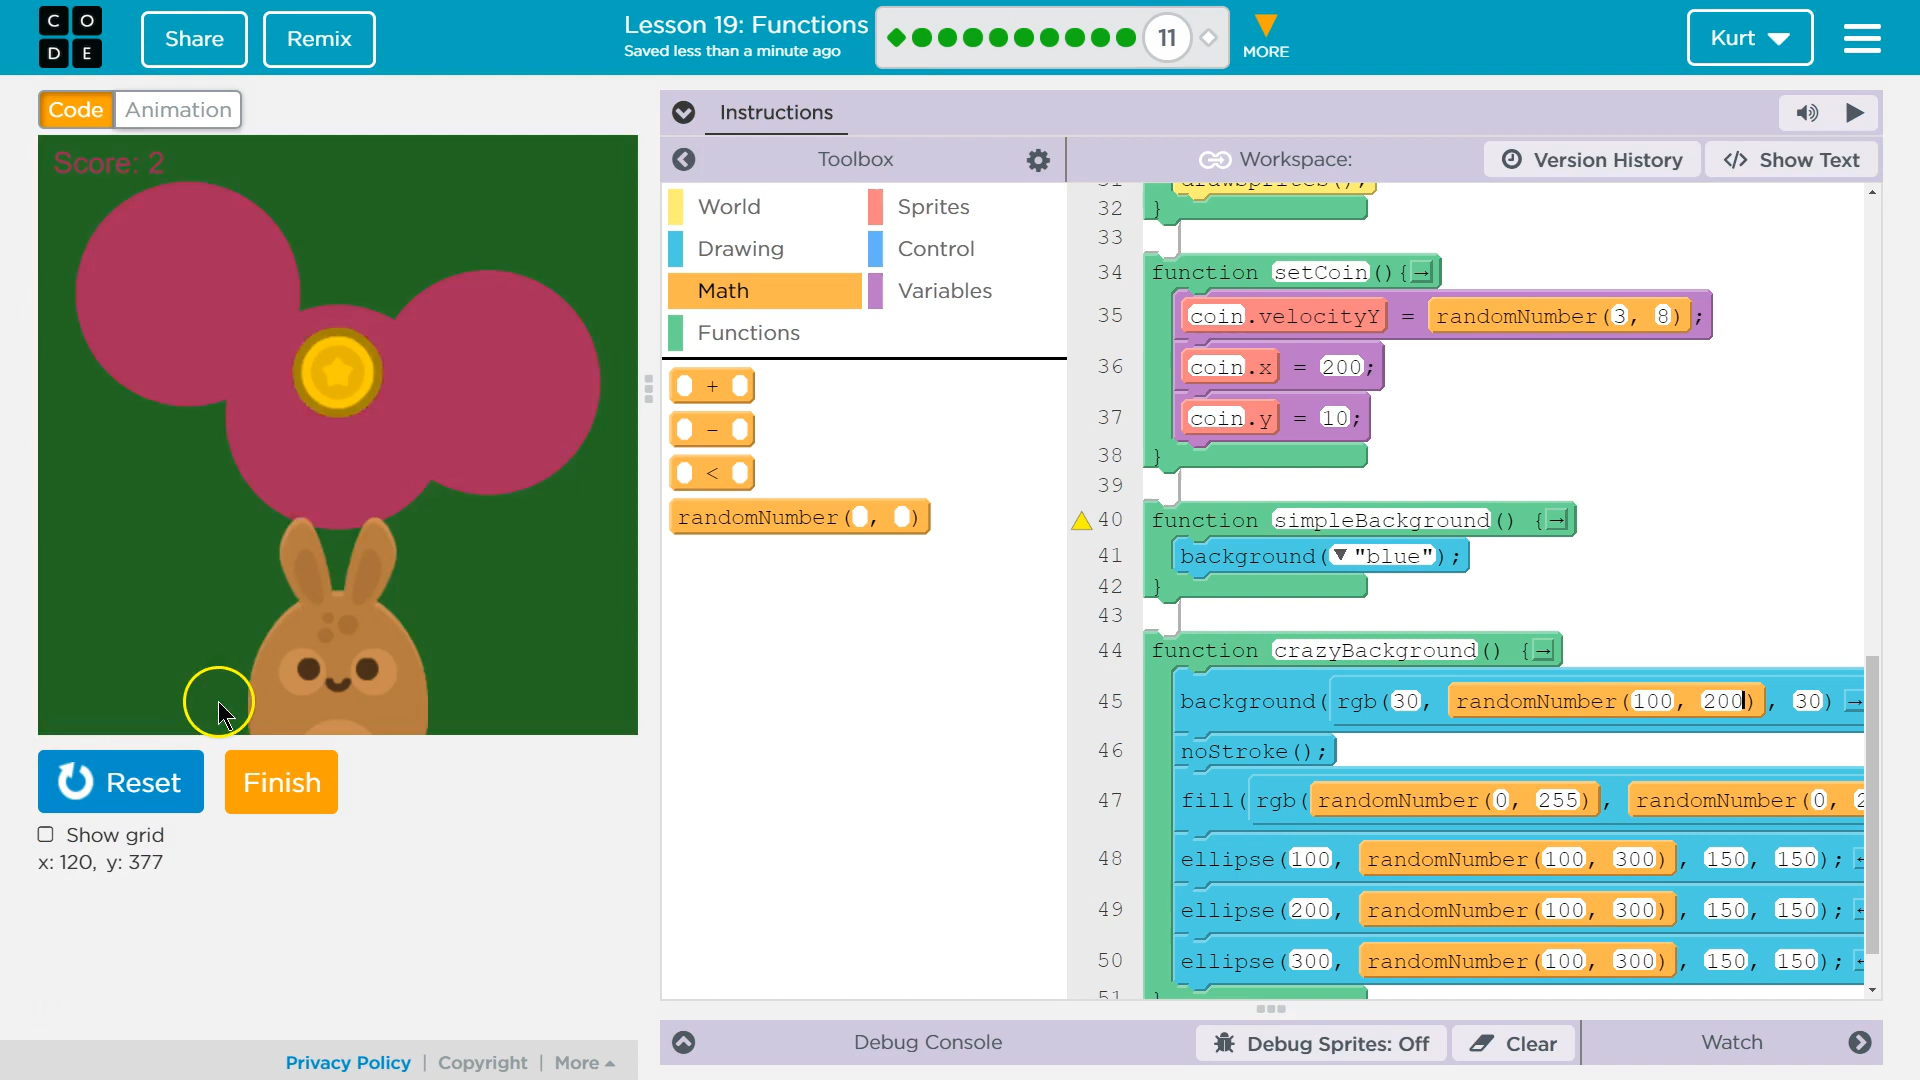 CODE
Share
Remix
Lesson 19: Functions
Saved less than a minute ago
11
MORE
Kurt
Code
Animation
Score: 2
Reset
Finish
Show grid
x: 120, y: 377
Privacy Policy | Copyright | More
Instructions
Toolbox
Workspace:
Version History
</> Show Text
World
Sprites
Drawing
Control
Math
Variables
Functions
+
-
<
randomNumber( , )
31 drawSprites();
32 }
33
34 function setCoin(){
35 coin.velocityY = randomNumber(3, 8);
36 coin.x = 200;
37 coin.y = 10;
38 }
39
40 function simpleBackground() {
41 background("blue");
42 }
43
44 function crazyBackground() {
45 background(rgb(30, randomNumber(100, 200), 30)
46 noStroke();
47 fill(rgb(randomNumber(0, 255), randomNumber(0, 2
48 ellipse(100, randomNumber(100, 300), 150, 150);
49 ellipse(200, randomNumber(100, 300), 150, 150);
50 ellipse(300, randomNumber(100, 300), 150, 150);
51 }
Debug Console
Debug Sprites: Off
Clear
Watch